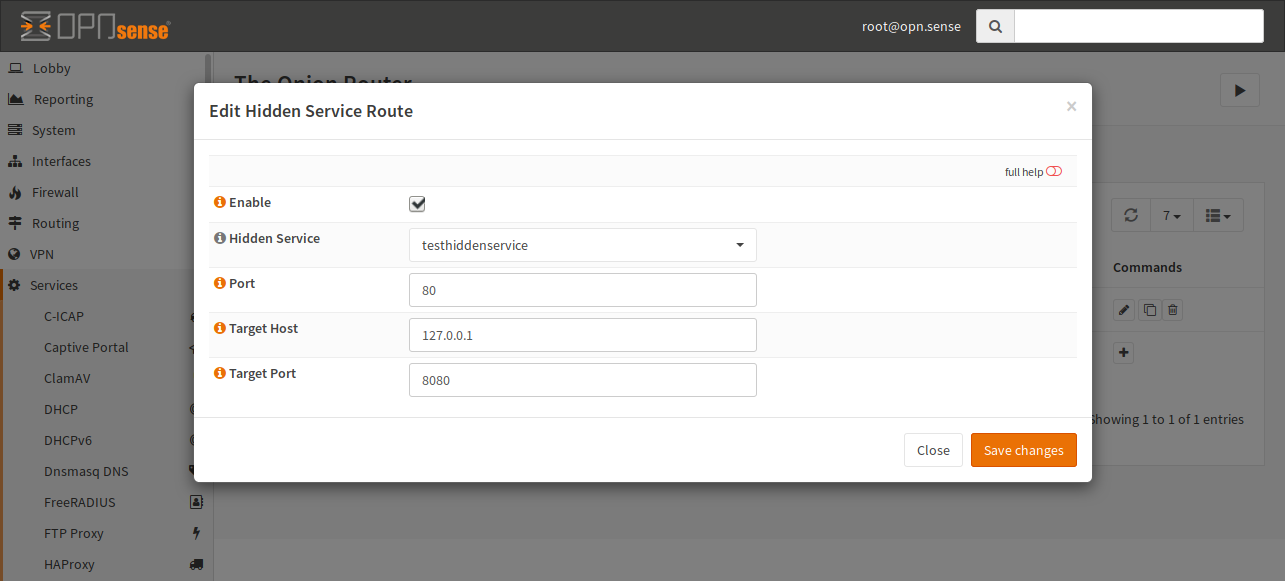 OPNsense®
root@opn.sense
Lobby
Reporting
System
Interfaces
Firewall
Routing
VPN
Services
C-ICAP
Captive Portal
ClamAV
DHCP
DHCPv6
Dnsmasq DNS
FreeRADIUS
FTP Proxy
HAProxy
The Onion Router
Edit Hidden Service Route
×
full help
Enable
Hidden Service
testhiddenservice
Port
80
Target Host
127.0.0.1
Target Port
8080
Close
Save changes
7
Commands
Showing 1 to 1 of 1 entries